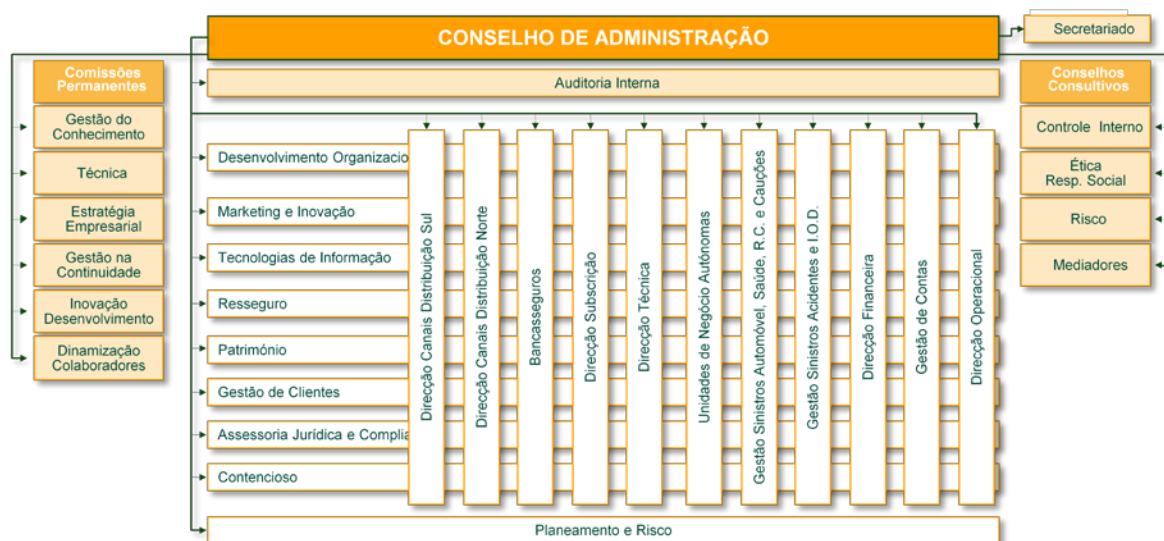 CONSELHO DE ADMINISTRAÇÃO
Secretariado
Auditoria Interna
Comissões
Permanentes
Gestão do
Conhecimento
Técnica
Estratégia
Empresarial
Gestão na
Continuidade
Inovação
Desenvolvimento
Dinamização
Colaboradores
Desenvolvimento Organizacio
Marketing e Inovação
Tecnologias de Informação
Resseguro
Património
Gestão de Clientes
Assessoria Jurídica e Complia
Contencioso
Direcção Canais Distribuição Sul
Direcção Canais Distribuição Norte
Bancasseguros
Direcção Subscrição
Direcção Técnica
Unidades de Negócio Autónomas
Gestão Sinistros Automóvel, Saúde, R.C. e Cauções
Gestão Sinistros Acidentes e I.O.D.
Direcção Financeira
Gestão de Contas
Direcção Operacional
Planeamento e Risco
Conselhos
Consultivos
Controle Interno
Ética
Resp. Social
Risco
Mediadores